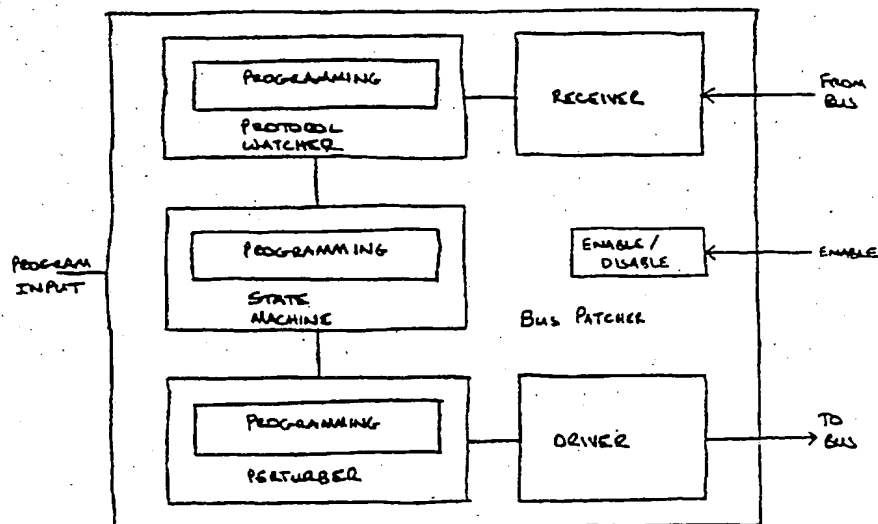 PROGRAMMING
PROTOCOL
WATCHER
RECEIVER
FROM
BUS
PROGRAMMING
STATE
MACHINE
ENABLE/
DISABLE
ENABLE
PROGRAM
INPUT
BUS PATCHER
PROGRAMMING
PERTURBER
DRIVER
TO
BUS